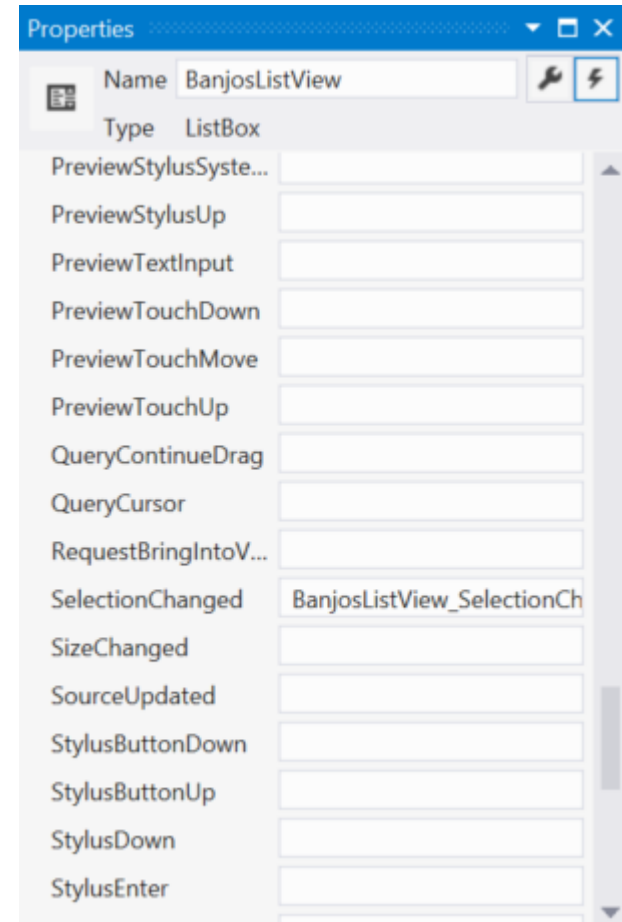 Properties
Name BanjosListView
Type ListBox
PreviewStylusSyste...
PreviewStylusUp
PreviewTextInput
PreviewTouchDown
PreviewTouchMove
PreviewTouchUp
QueryContinueDrag
QueryCursor
RequestBringIntoV...
SelectionChanged BanjosListView_SelectionCh
SizeChanged
SourceUpdated
StylusButtonDown
StylusButtonUp
StylusDown
StylusEnter